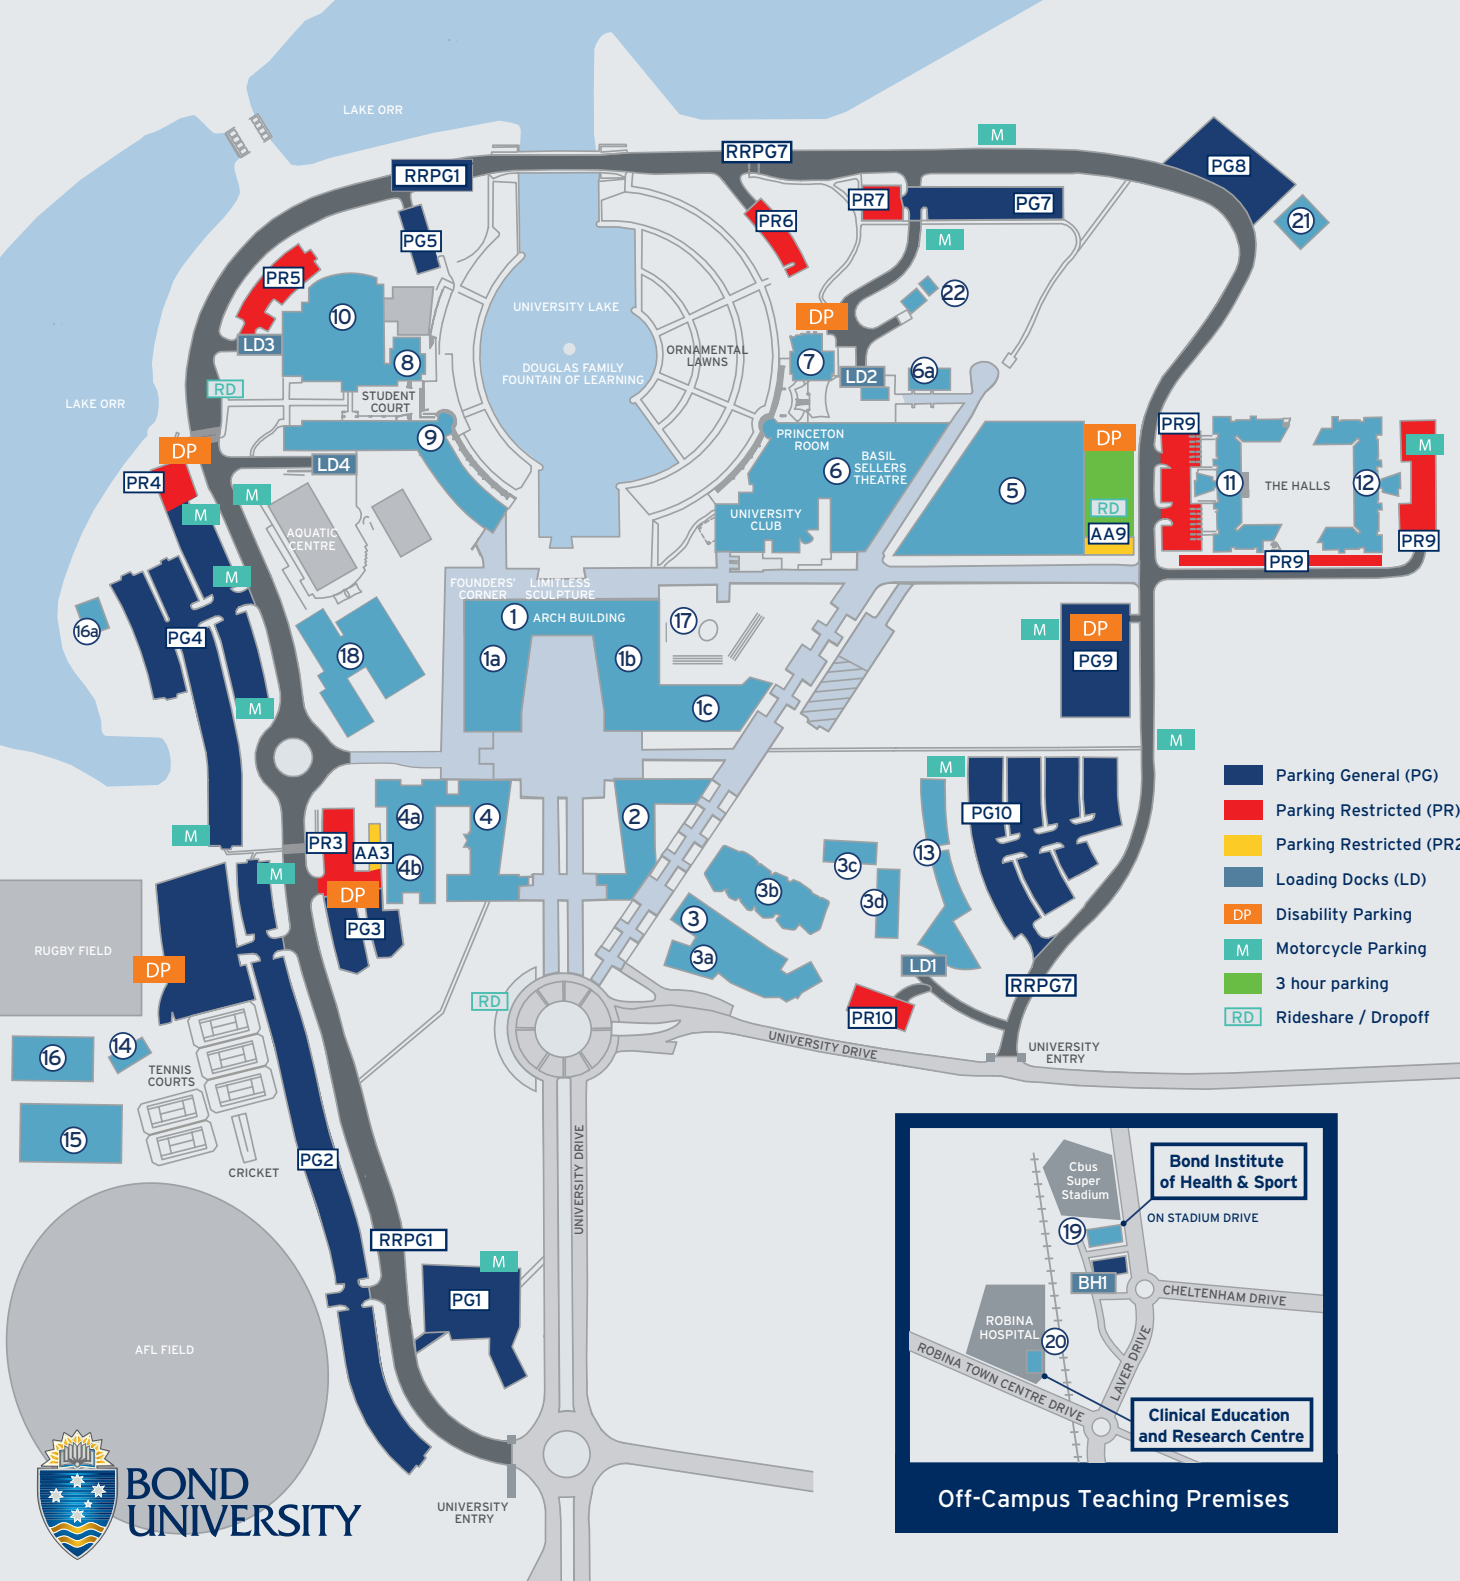 LAKE ORR
RRPG1
RRPG7
M
PG8
PG5
PR6
PR7
PG7
21
M
PR5
22
UNIVERSITY LAKE
DP
10
LD3
8
ORNAMENTAL
LAWNS
7
DOUGLAS FAMILY
FOUNTAIN OF LEARNING
LD2
6a
RD
STUDENT
COURT
LAKE ORR
9
PRINCETON
ROOM
DP
PR9
M
DP
LD4
BASIL
SELLERS
THEATRE
6
PR4
M
5
11
THE HALLS
12
M
UNIVERSITY
CLUB
RD
AA9
AQUATIC
CENTRE
PR9
PR9
M
FOUNDERS'
CORNER
LIMITLESS
SCULPTURE
1
ARCH BUILDING
17
16a
PG4
18
1a
1b
M
DP
PG9
M
1c
M
M
PG10
M
PR3
AA3
4a
4b
4
2
13
3c
3b
3d
M
DP
PG3
3
3a
RUGBY FIELD
DP
LD1
RRPG7
RD
PR10
UNIVERSITY DRIVE
UNIVERSITY
ENTRY
Parking General (PG)
Parking Restricted (PR)
Parking Restricted (PR2
Loading Docks (LD)
DP
Disability Parking
M
Motorcycle Parking
3 hour parking
RD
Rideshare / Dropoff
16
14
TENNIS
COURTS
15
CRICKET
PG2
UNIVERSITY DRIVE
RRPG1
M
PG1
AFL FIELD
UNIVERSITY
ENTRY
BOND
UNIVERSITY
Cbus
Super
Stadium
Bond Institute
of Health & Sport
ON STADIUM DRIVE
19
BH1
CHELTENHAM DRIVE
ROBINA
HOSPITAL
20
LAVER DRIVE
ROBINA TOWN CENTRE DRIVE
Clinical Education
and Research Centre
Off-Campus Teaching Premises